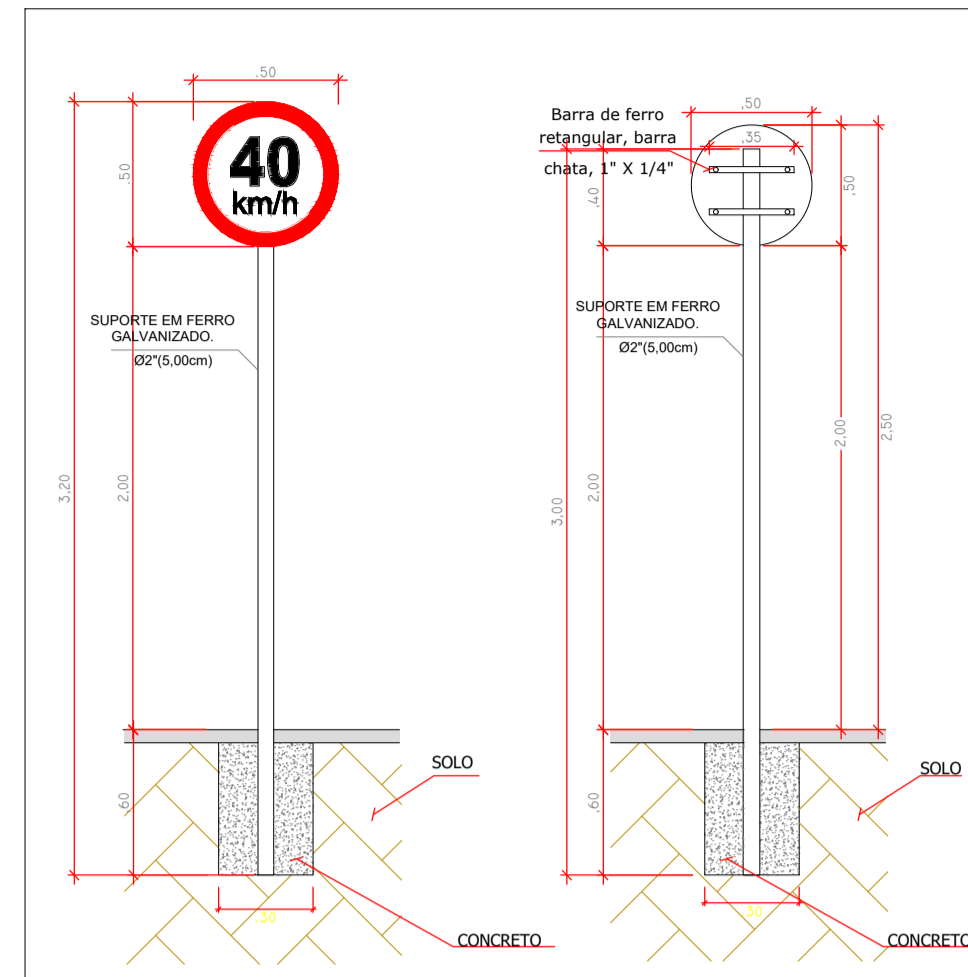 .50
.50
40
km/h
SUPORTE EM FERRO
GALVANIZADO.
Ø2"(5,00cm)
3,20
2,00
.60
SOLO
.30
CONCRETO
,50
Barra de ferro
retangular, barra
chata, 1" X 1/4"
,35
,40
,50
SUPORTE EM FERRO
GALVANIZADO.
Ø2"(5,00cm)
3,00
2,00
2,00
2,50
,60
SOLO
CONCRETO